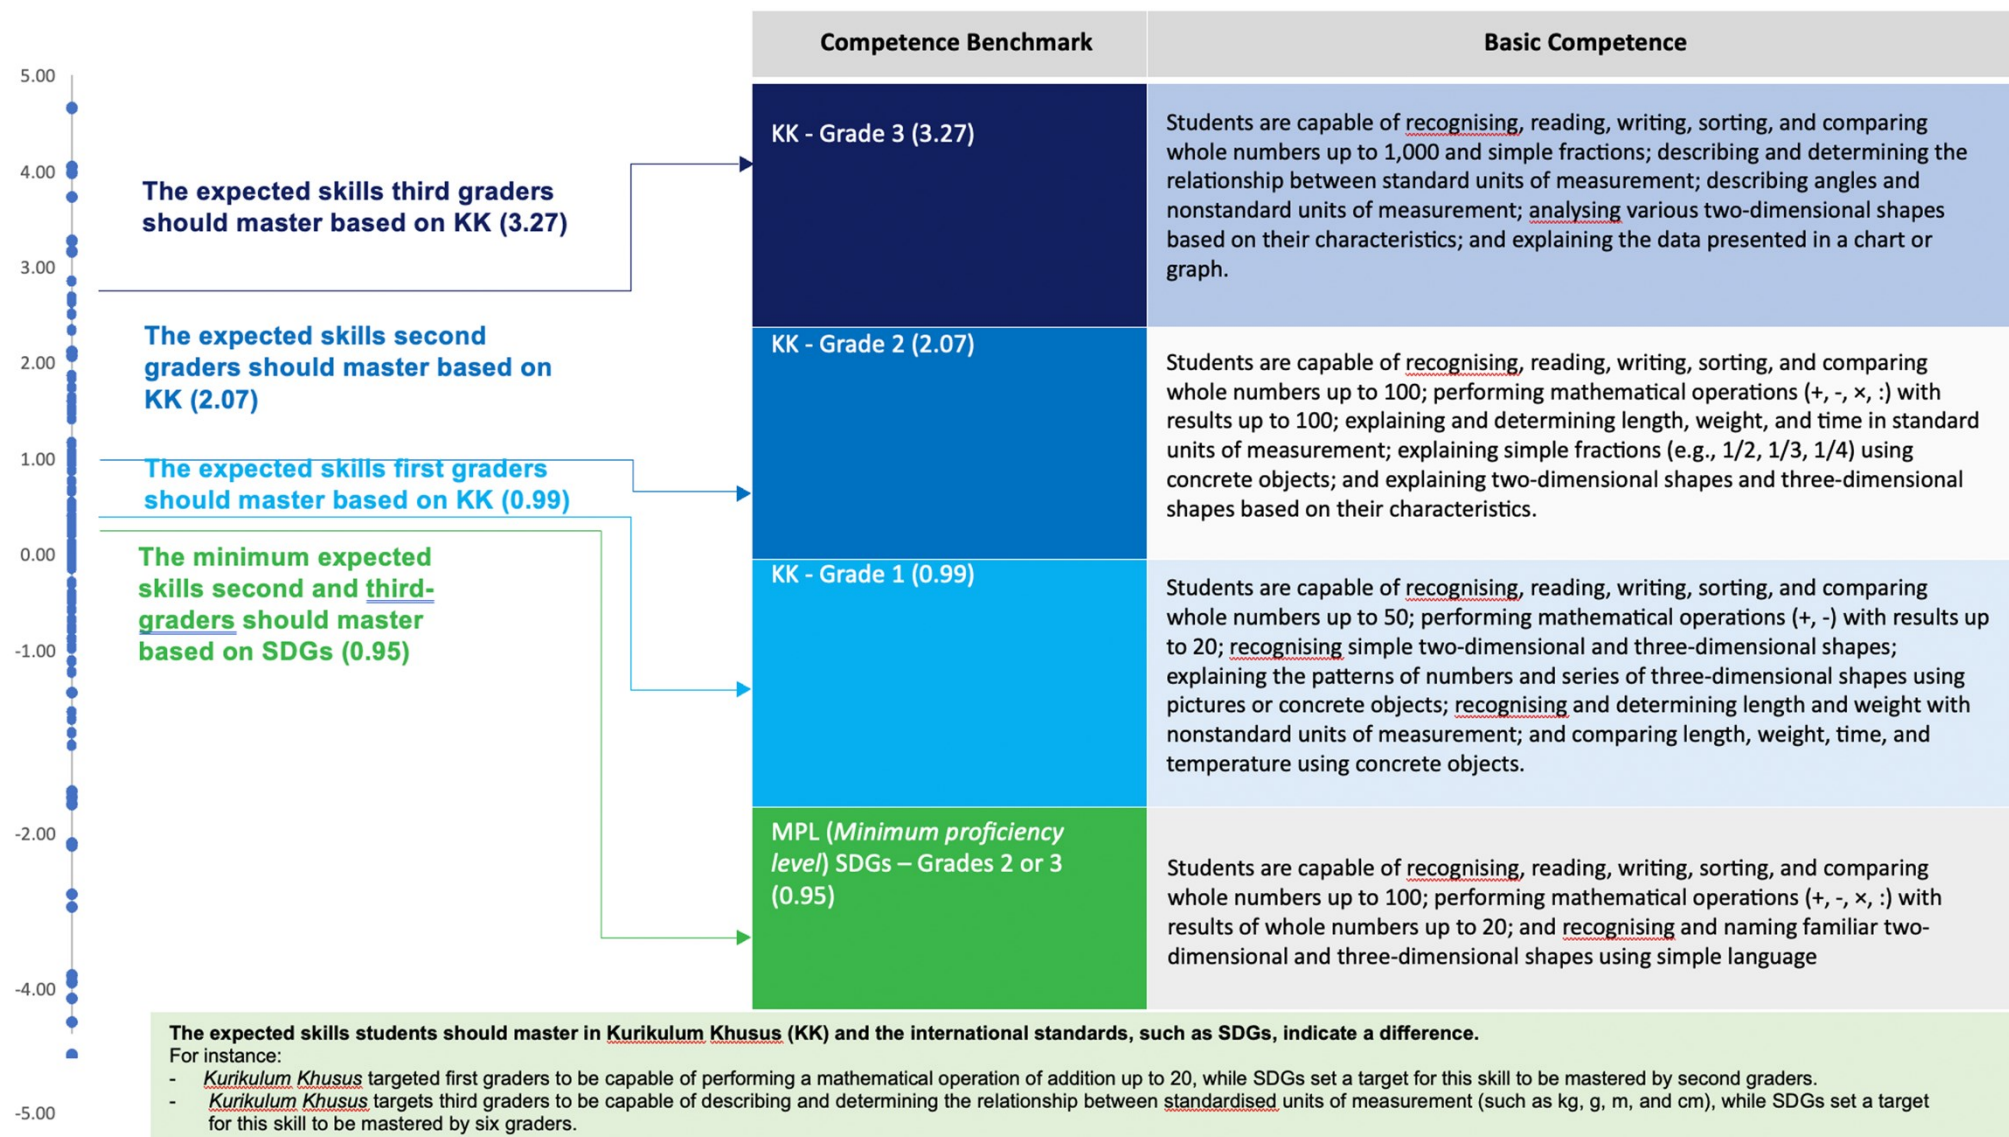 Competence Benchmark
Basic Competence
5.00
4.00
3.00
2.00
1.00
0.00
-1.00
-2.00
-4.00
-5.00
The expected skills third graders
should master based on KK (3.27)
The expected skills second
graders should master based on
KK (2.07)
The expected skills first graders
should master based on KK (0.99)
The minimum expected
skills second and third-
graders should master
based on SDGs (0.95)
KK - Grade 3 (3.27)
Students are capable of recognising, reading, writing, sorting, and comparing
whole numbers up to 1,000 and simple fractions; describing and determining the
relationship between standard units of measurement; describing angles and
nonstandard units of measurement; analysing various two-dimensional shapes
based on their characteristics; and explaining the data presented in a chart or
graph.
KK - Grade 2 (2.07)
Students are capable of recognising, reading, writing, sorting, and comparing
whole numbers up to 100; performing mathematical operations (+, -, ×, :) with
results up to 100; explaining and determining length, weight, and time in standard
units of measurement; explaining simple fractions (e.g., 1/2, 1/3, 1/4) using
concrete objects; and explaining two-dimensional shapes and three-dimensional
shapes based on their characteristics.
KK - Grade 1 (0.99)
Students are capable of recognising, reading, writing, sorting, and comparing
whole numbers up to 50; performing mathematical operations (+, -) with results up
to 20; recognising simple two-dimensional and three-dimensional shapes;
explaining the patterns of numbers and series of three-dimensional shapes using
pictures or concrete objects; recognising and determining length and weight with
nonstandard units of measurement; and comparing length, weight, time, and
temperature using concrete objects.
MPL (Minimum proficiency
level) SDGs – Grades 2 or 3
(0.95)
Students are capable of recognising, reading, writing, sorting, and comparing
whole numbers up to 100; performing mathematical operations (+, -, ×, :) with
results of whole numbers up to 20; and recognising and naming familiar two-
dimensional and three-dimensional shapes using simple language
The expected skills students should master in Kurikulum Khusus (KK) and the international standards, such as SDGs, indicate a difference.
For instance:
- Kurikulum Khusus targeted first graders to be capable of performing a mathematical operation of addition up to 20, while SDGs set a target for this skill to be mastered by second graders.
- Kurikulum Khusus targets third graders to be capable of describing and determining the relationship between standardised units of measurement (such as kg, g, m, and cm), while SDGs set a target
for this skill to be mastered by six graders.